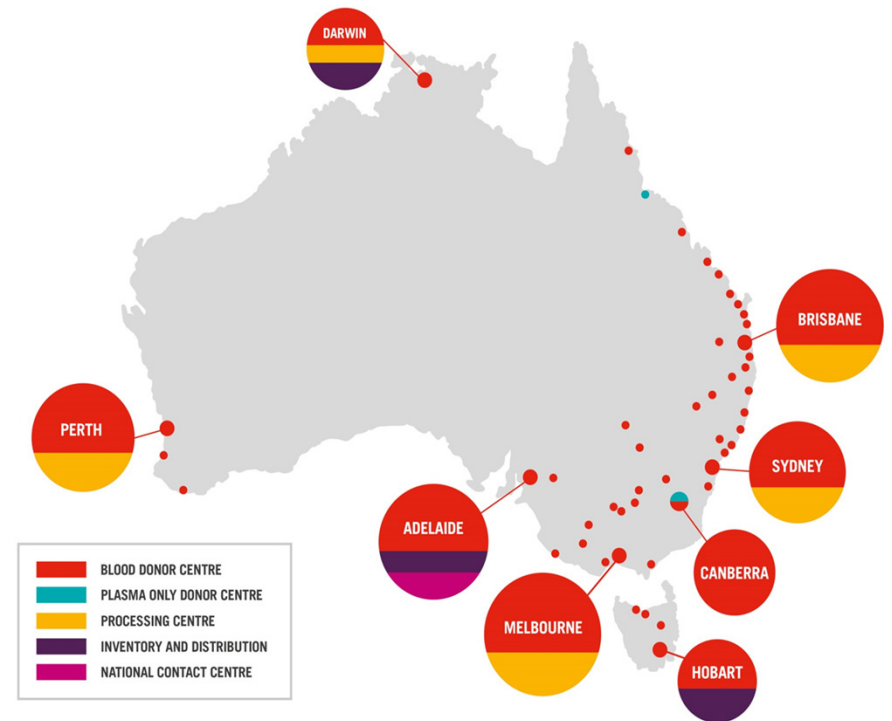 DARWIN
BRISBANE
PERTH
SYDNEY
ADELAIDE
CANBERRA
MELBOURNE
HOBART
BLOOD DONOR CENTRE
PLASMA ONLY DONOR CENTRE
PROCESSING CENTRE
INVENTORY AND DISTRIBUTION
NATIONAL CONTACT CENTRE